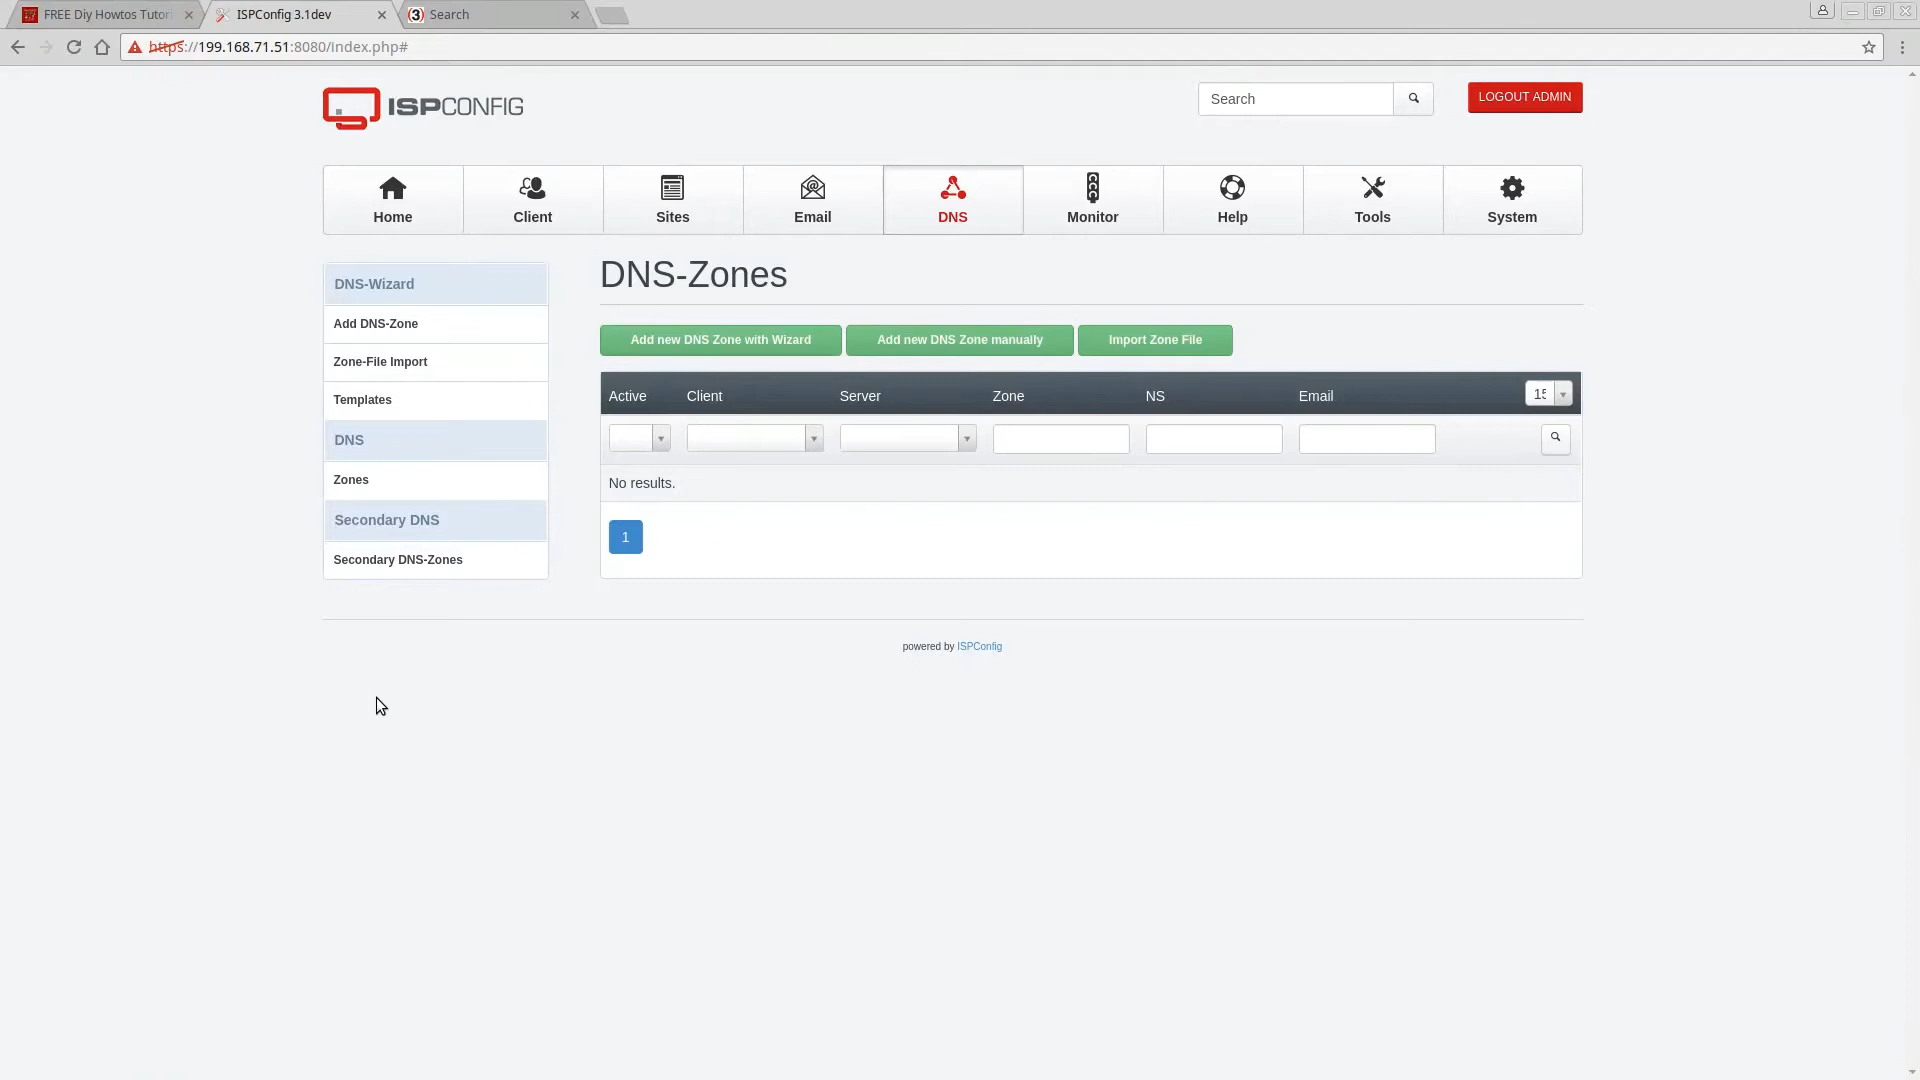 FREE Diy Howtos Tutori
ISPConfig 3.1dev
Search
https://199.168.71.51:8080/index.php#
ISPCONFIG
Search
LOGOUT ADMIN
Home
Client
Sites
Email
DNS
Monitor
Help
Tools
System
DNS-Wizard
Add DNS-Zone
Zone-File Import
Templates
DNS
Zones
Secondary DNS
Secondary DNS-Zones
DNS-Zones
Add new DNS Zone with Wizard
Add new DNS Zone manually
Import Zone File
Active Client Server Zone NS Email 15
No results.
1
powered by ISPConfig